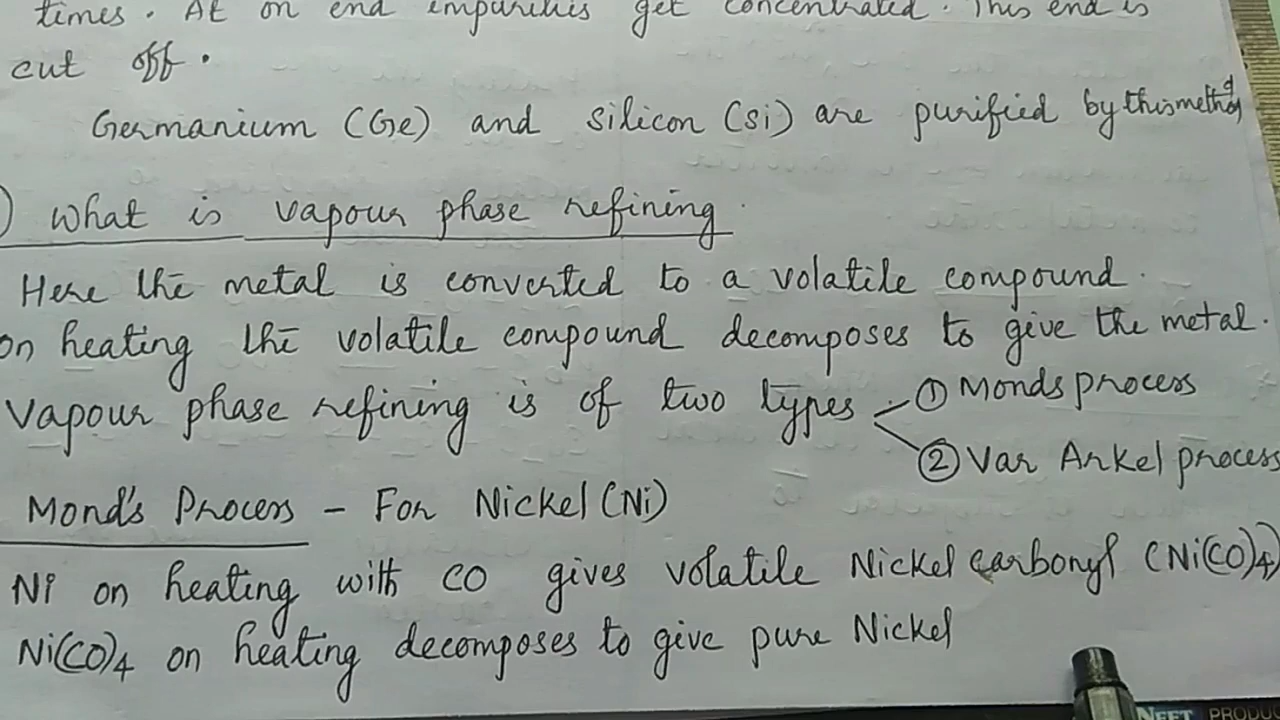 times. At on end impurities get concentrated. This end is
cut off.
Germanium (Ge) and silicon (Si) are purified by this method
) What is vapour phase refining
Here the metal is converted to a volatile compound.
on heating the volatile compound decomposes to give the metal.
Vapour phase refining is of two types ① Monds process
② Var Arkel process
Mond's Process - For Nickel (Ni)
Ni on heating with CO gives volatile Nickel carbonyl (Ni(CO)4)
Ni(CO)4 on heating decomposes to give pure Nickel
NEET PRODUC